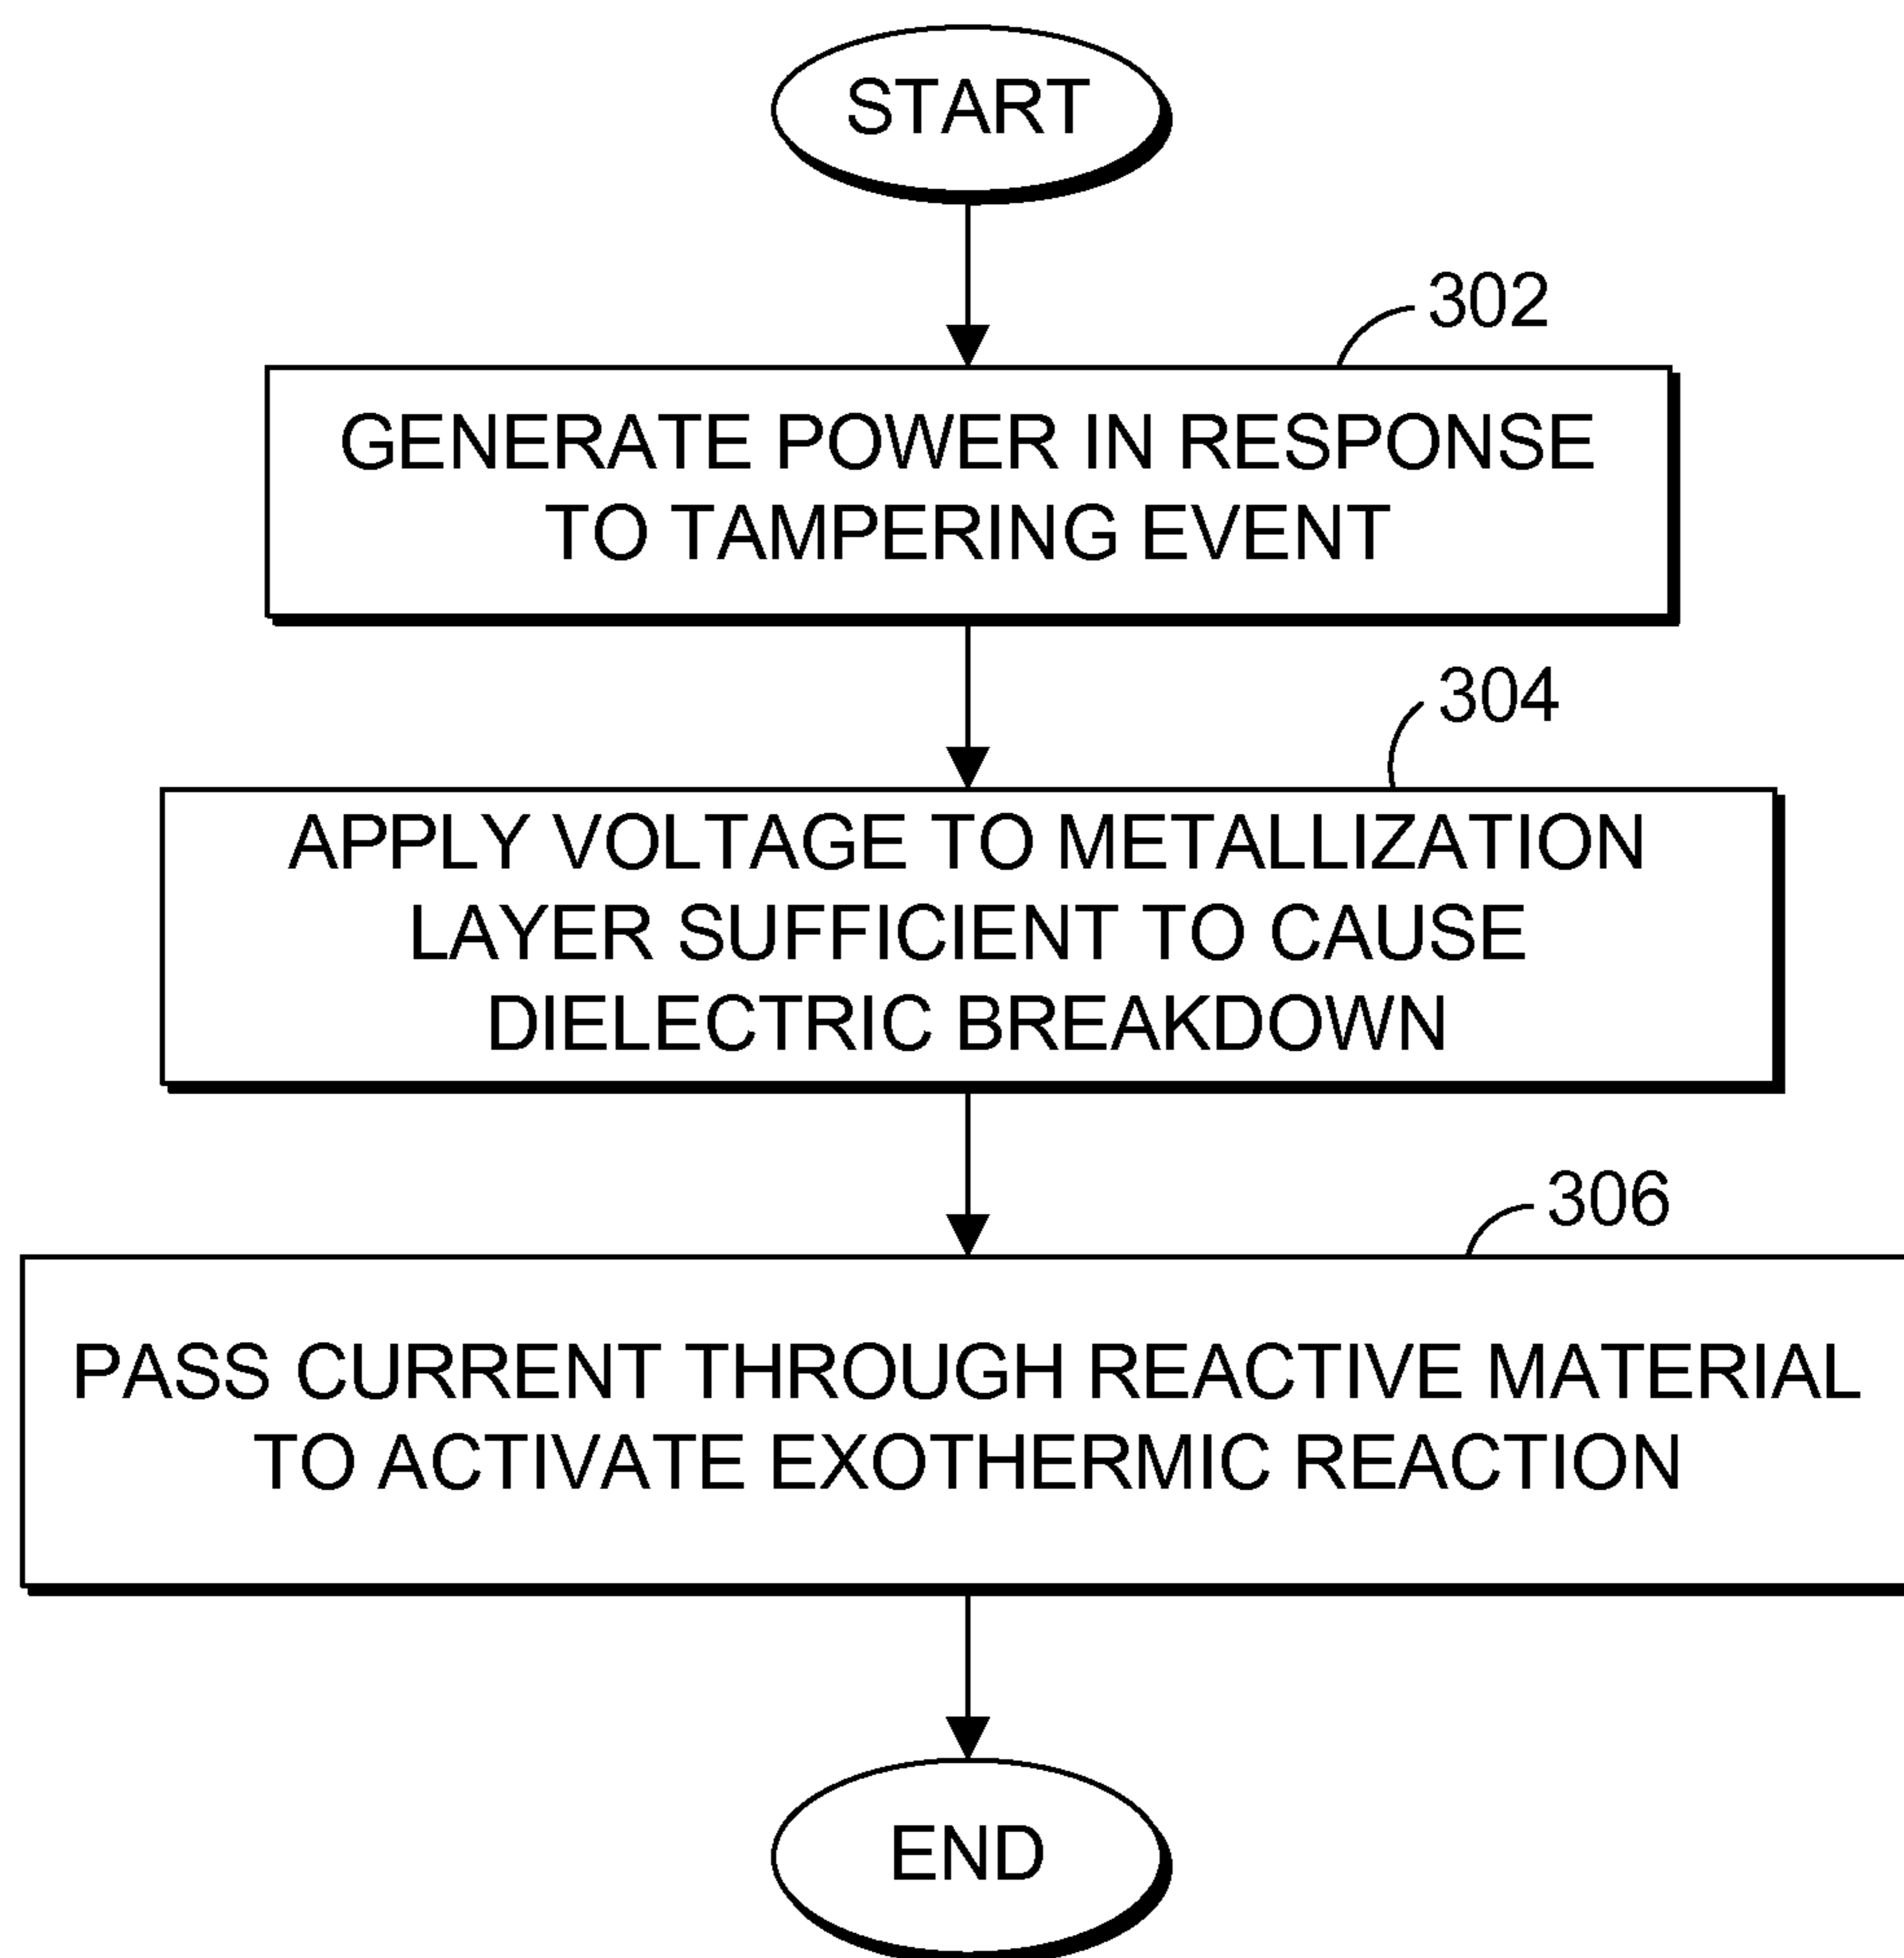 START
302
GENERATE POWER IN RESPONSE
TO TAMPERING EVENT
304
APPLY VOLTAGE TO METALLIZATION
LAYER SUFFICIENT TO CAUSE
DIELECTRIC BREAKDOWN
306
PASS CURRENT THROUGH REACTIVE MATERIAL
TO ACTIVATE EXOTHERMIC REACTION
END